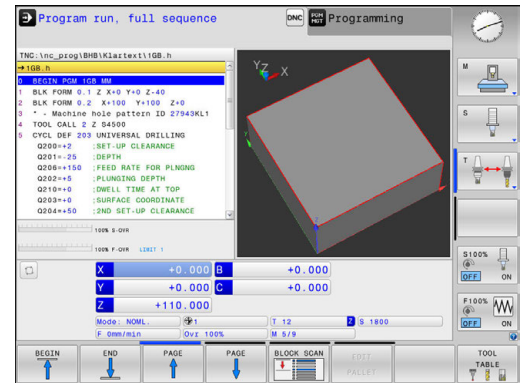 Program run, full sequence
DNC
PGM MGT
Programming
TNC:\nc_prog\BHB\Klartext\1GB.h
→1GB.h
0 BEGIN PGM 1GB MM
1 BLK FORM 0.1 Z X+0 Y+0 Z-40
2 BLK FORM 0.2 X+100 Y+100 Z+0
3 * - Machine hole pattern ID 27943KL1
4 TOOL CALL 2 Z S4500
5 CYCL DEF 203 UNIVERSAL DRILLING
Q200=+2 ;SET-UP CLEARANCE
Q201=-25 ;DEPTH
Q206=+150 ;FEED RATE FOR PLNGNG
Q202=+5 ;PLUNGING DEPTH
Q210=+0 ;DWELL TIME AT TOP
Q203=+0 ;SURFACE COORDINATE
Q204=+50 ;2ND SET-UP CLEARANCE
100% S-OVR
100% F-OVR LIMIT 1
Y Z X
Y
Z
X +0.000 B +0.000
Y +0.000 C +0.000
Z +110.000
Mode: NOML. 1 T 12 Z S 1800
F 0mm/min Ovr 100% M 5/9
M
S
T
S100%
OFF ON
F100%
OFF ON
BEGIN
END
PAGE
PAGE
BLOCK SCAN
EDIT PALLET
TOOL TABLE